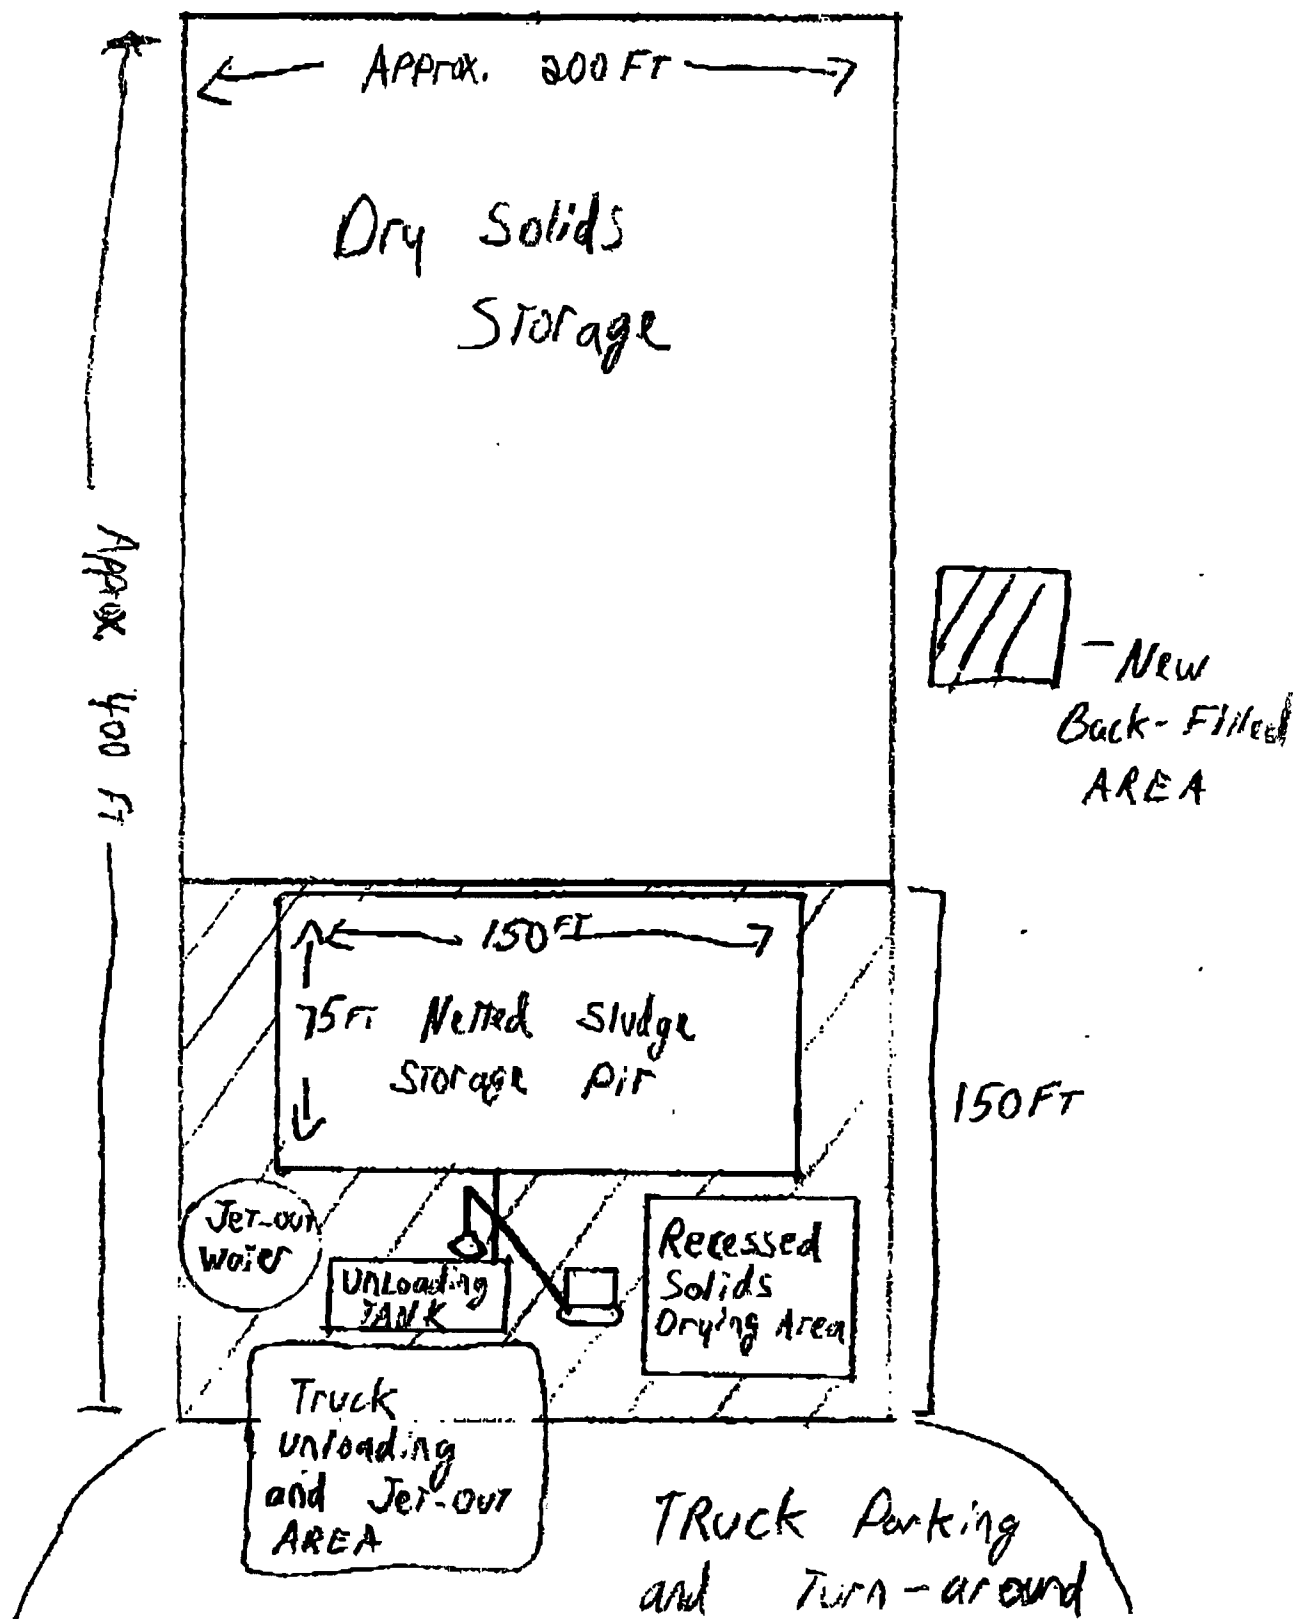 Approx. 200 FT
Dry Solids
Storage
Approx. 400 FT
- New
Back-Filled
AREA
150 FT
75 FT Netted Sludge
Storage Pit
150 FT
Jet-out
Water
Unloading
TANK
Recessed
Solids
Drying Area
Truck
unloading
and Jet-out
AREA
TRuck Parking
and Turn-around